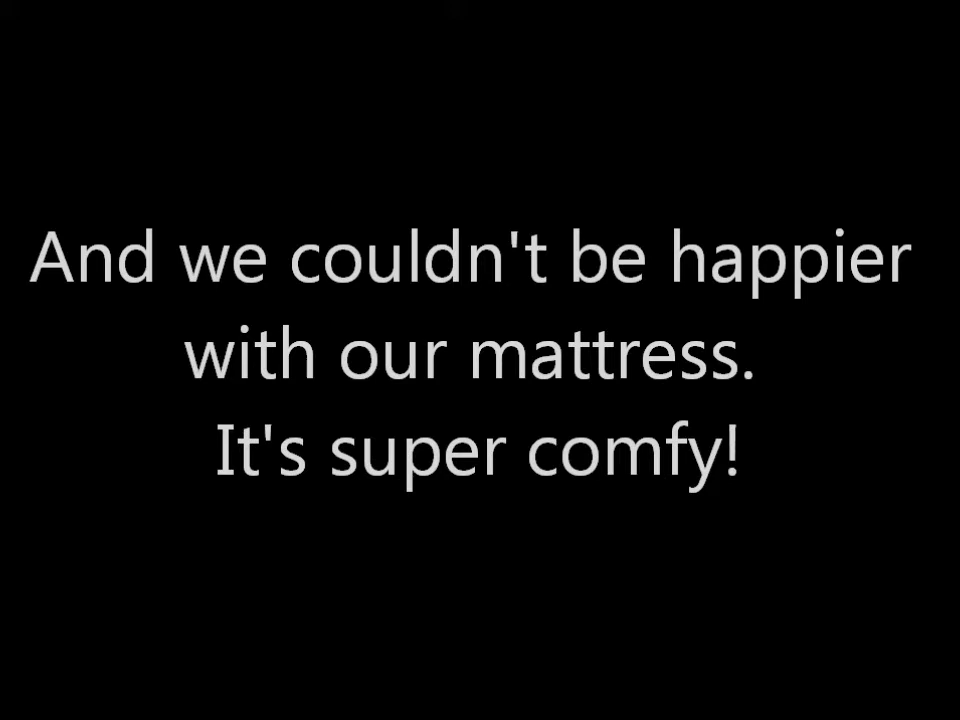 And we couldn't be happier
with our mattress.
It's super comfy!